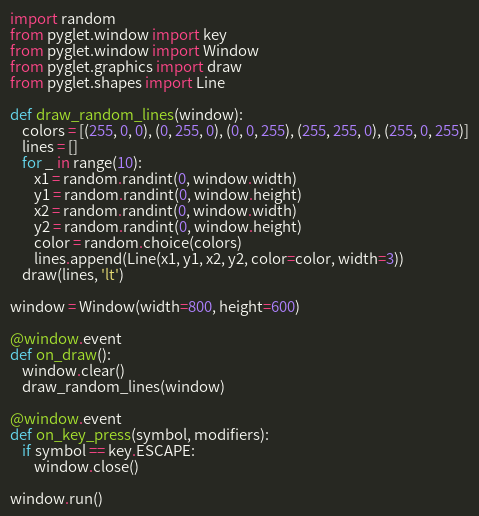 import random
from pyglet.window import key
from pyglet.window import Window
from pyglet.graphics import draw
from pyglet.shapes import Line

def draw_random_lines(window):
    colors = [(255, 0, 0), (0, 255, 0), (0, 0, 255), (255, 255, 0), (255, 0, 255)]
    lines = []
    for _ in range(10):
        x1 = random.randint(0, window.width)
        y1 = random.randint(0, window.height)
        x2 = random.randint(0, window.width)
        y2 = random.randint(0, window.height)
        color = random.choice(colors)
        lines.append(Line(x1, y1, x2, y2, color=color, width=3))
    draw(lines, 'lt')

window = Window(width=800, height=600)

@window.event
def on_draw():
    window.clear()
    draw_random_lines(window)

@window.event
def on_key_press(symbol, modifiers):
    if symbol == key.ESCAPE:
        window.close()

window.run()